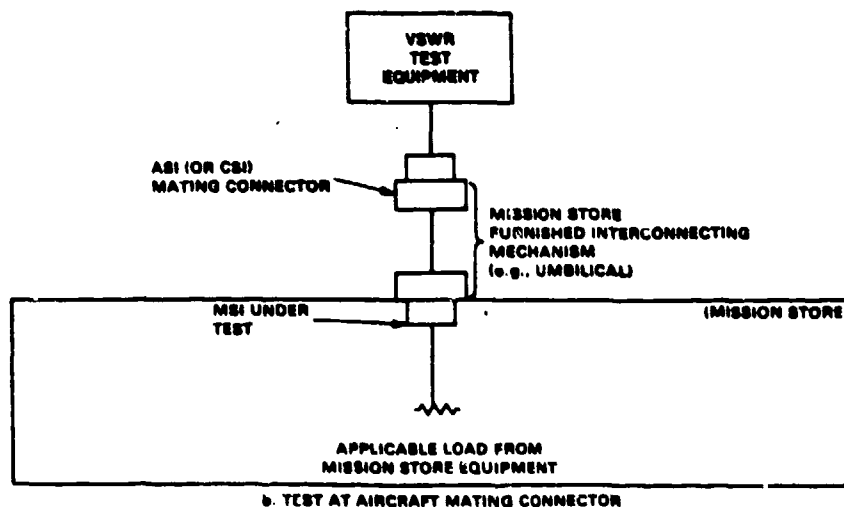 VSWR
TEST
EQUIPMENT
ASI (OR CSI)
MATING CONNECTOR
MISSION STORE
FURNISHED INTERCONNECTING
MECHANISM
(e.g., UMBILICAL)
MSI UNDER
TEST
(MISSION STORE
APPLICABLE LOAD FROM
MISSION STORE EQUIPMENT
b. TEST AT AIRCRAFT MATING CONNECTOR